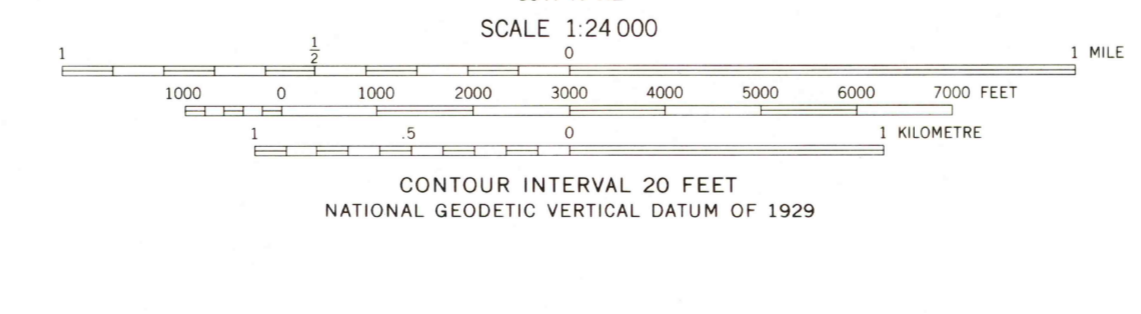 SCALE 1:24 000
1 ½ 0 1 MILE
1000 0 1000 2000 3000 4000 5000 6000 7000 FEET
1 .5 0 1 KILOMETRE
CONTOUR INTERVAL 20 FEET
NATIONAL GEODETIC VERTICAL DATUM OF 1929